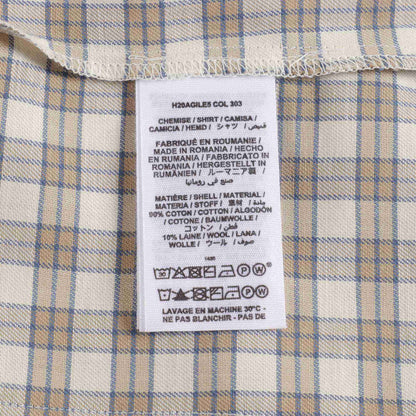 H20AGILE5 COL 303
CHEMISE / SHIRT / CAMISA /
CAMICIA / HEMD / シャツ / قميص
FABRIQUÉ EN ROUMANIE /
MADE IN ROMANIA / HECHO
EN RUMANIA / FABBRICATO IN
ROMANIA / HERGESTELLT IN
RUMÄNIEN / ルーマニア製 /
صنع في رومانيا
MATIÈRE / SHELL / MATERIAL /
MATERIA / STOFF / 素材 / مادة
90% COTON / COTTON / ALGODÓN
/ COTONE / BAUMWOLLE /
コットン / قطن
10% LAINE / WOOL / LANA /
WOLLE / ウール / صوف
LAVAGE EN MACHINE 30°C -
NE PAS BLANCHIR - PAS DE